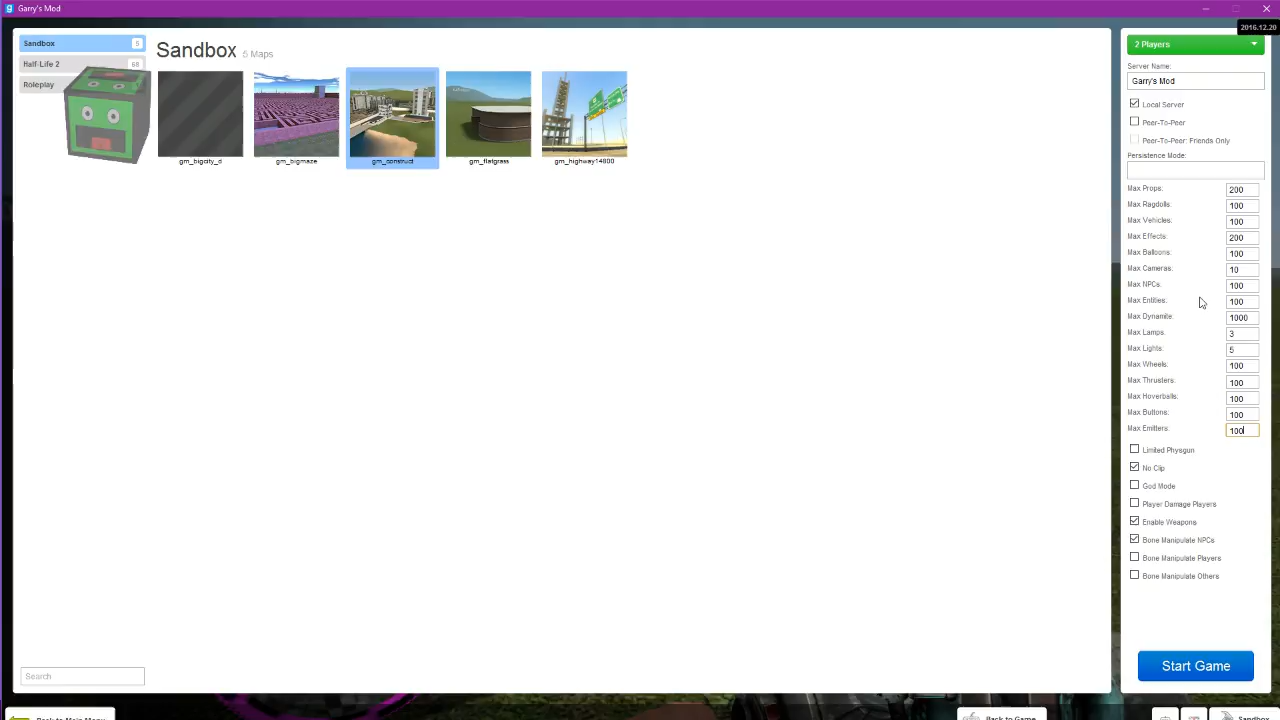 Garry's Mod
2016.12.20
Sandbox 5
Half-Life 2 68
Roleplay
Sandbox 5 Maps
gm_bigcity_d
gm_bigmaze
gm_construct
gm_flatgrass
gm_highway14800
Search
Back to Main Menu
Back to Game
Sandbox
2 Players
Server Name:
Garry's Mod
Local Server
Peer-To-Peer
Peer-To-Peer: Friends Only
Persistence Mode:
Max Props: 200
Max Ragdolls: 100
Max Vehicles: 100
Max Effects: 200
Max Balloons: 100
Max Cameras: 10
Max NPCs: 100
Max Entities: 100
Max Dynamite: 1000
Max Lamps: 3
Max Lights: 5
Max Wheels: 100
Max Thrusters: 100
Max Hoverballs: 100
Max Buttons: 100
Max Emitters: 100
Limited Physgun
No Clip
God Mode
Player Damage Players
Enable Weapons
Bone Manipulate NPCs
Bone Manipulate Players
Bone Manipulate Others
Start Game